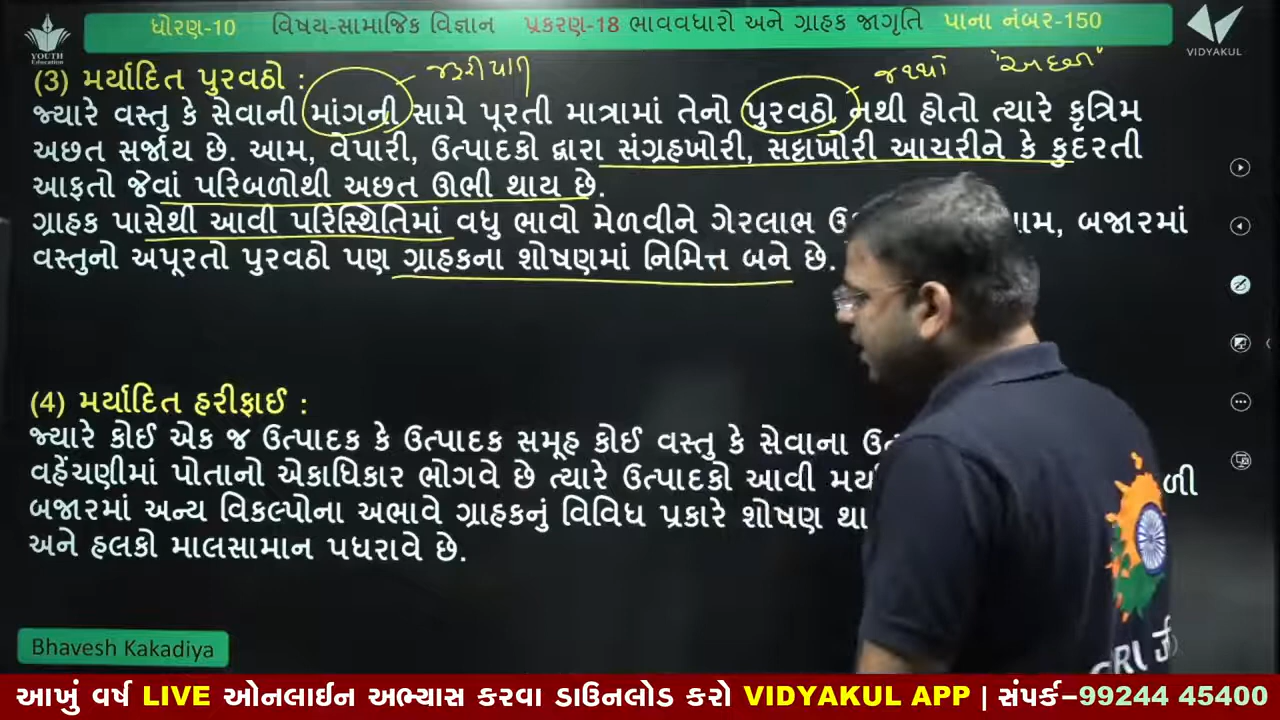 ધોરણ-10 વિષય-સામાજિક વિજ્ઞાન પ્રકરણ-18 ભાવવધારો અને ગ્રાહક જાગૃતિ પાના નંબર-150
YOUTH
Education
VIDYAKUL
(3) મર્યાદિત પુરવઠો :
જ્યારે વસ્તુ કે સેવાની માંગની સામે પૂરતી માત્રામાં તેનો પુરવઠો નથી હોતો ત્યારે કૃત્રિમ
અછત સર્જાય છે. આમ, વેપારી, ઉત્પાદકો દ્વારા સંગ્રહખોરી, સટ્ટાખોરી આચરીને કે કુદરતી
આફતો જેવાં પરિબળોથી અછત ઊભી થાય છે.
ગ્રાહક પાસેથી આવી પરિસ્થિતિમાં વધુ ભાવો મેળવીને ગેરલાભ બજારમાં
વસ્તુનો અપૂરતો પુરવઠો પણ ગ્રાહકના શોષણમાં નિમિત્ત બને છે.
(4) મર્યાદિત હરીફાઈ :
જ્યારે કોઈ એક જ ઉત્પાદક કે ઉત્પાદક સમૂહ કોઈ વસ્તુ કે સેવાના
વહેંચણીમાં પોતાનો એકાધિકાર ભોગવે છે ત્યારે ઉત્પાદકો આવી
બજારમાં અન્ય વિકલ્પોના અભાવે ગ્રાહકનું વિવિધ પ્રકારે શોષણ
અને હલકો માલસામાન પધરાવે છે.
Bhavesh Kakadiya
આખું વર્ષ LIVE ઓનલાઈન અભ્યાસ કરવા ડાઉનલોડ કરો VIDYAKUL APP | સંપર્ક-99244 45400